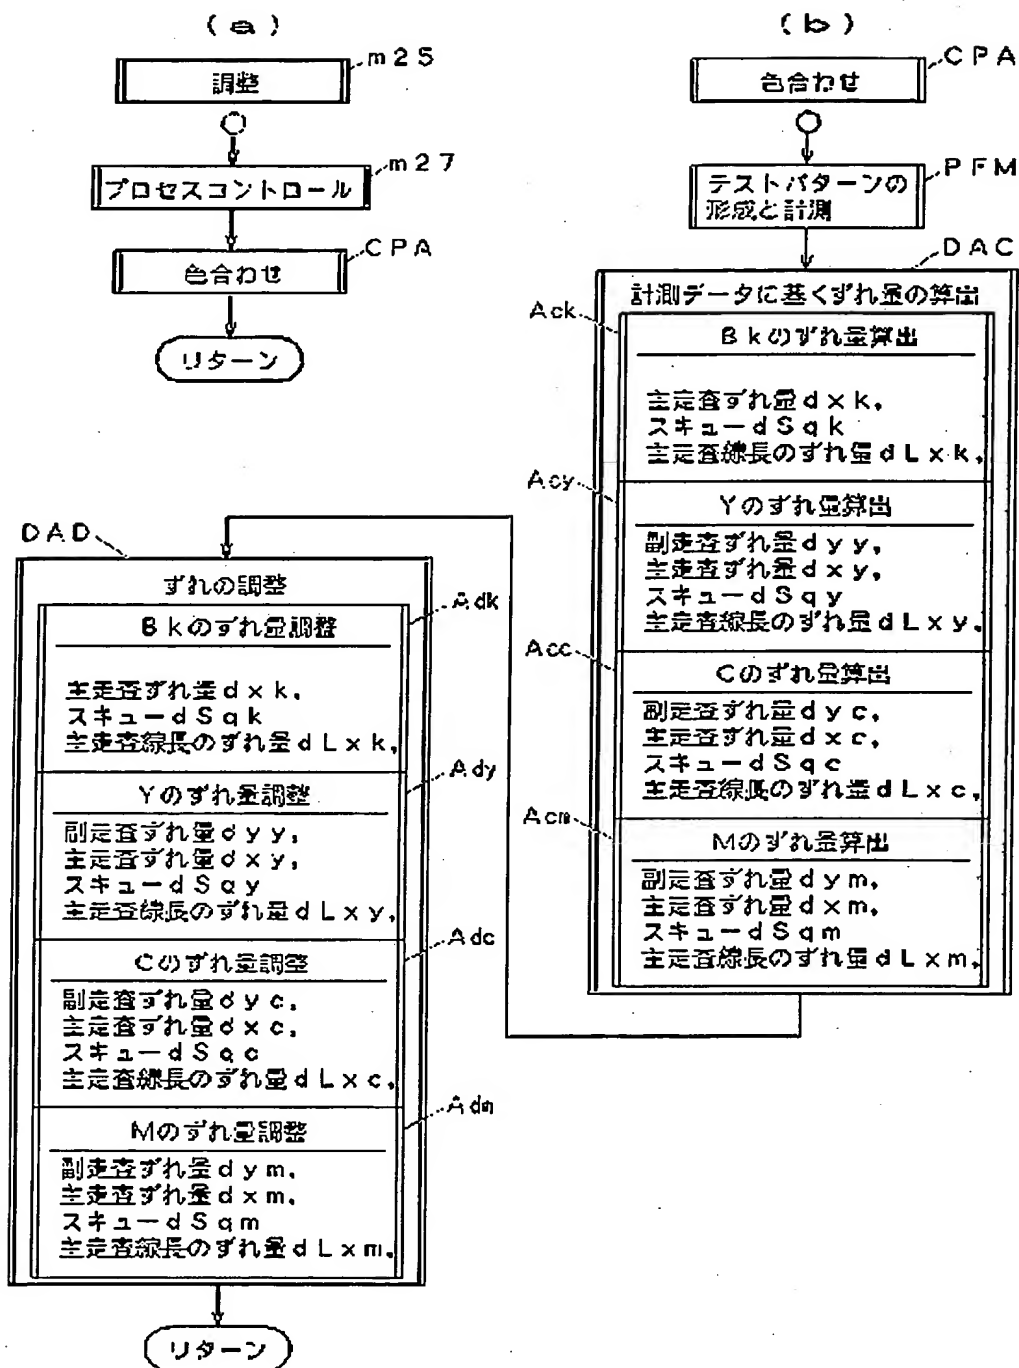 (a)
m25
調整
m27
プロセスコントロール
CPA
色合わせ
リターン
(b)
CPA
色合わせ
PFM
テストパターンの
形成と計測
DAC
計測データに基くずれ量の算出
Ack
Bkのずれ量算出
主走査ずれ量dxk,
スキューdSqk
主走査線長のずれ量dLxk,
Acy
Yのずれ量算出
副走査ずれ量dyy,
主走査ずれ量dxy,
スキューdSqy
主走査線長のずれ量dLxy,
Acc
Cのずれ量算出
副走査ずれ量dyc,
主走査ずれ量dxc,
スキューdSqc
主走査線長のずれ量dLxc,
Acm
Mのずれ量算出
副走査ずれ量dym,
主走査ずれ量dxm,
スキューdSqm
主走査線長のずれ量dLxm,
DAD
ずれの調整
Adk
Bkのずれ量調整
主走査ずれ量dxk,
スキューdSqk
主走査線長のずれ量dLxk,
Ady
Yのずれ量調整
副走査ずれ量dyy,
主走査ずれ量dxy,
スキューdSqy
主走査線長のずれ量dLxy,
Adc
Cのずれ量調整
副走査ずれ量dyc,
主走査ずれ量dxc,
スキューdSqc
主走査線長のずれ量dLxc,
Adm
Mのずれ量調整
副走査ずれ量dym,
主走査ずれ量dxm,
スキューdSqm
主走査線長のずれ量dLxm,
リターン